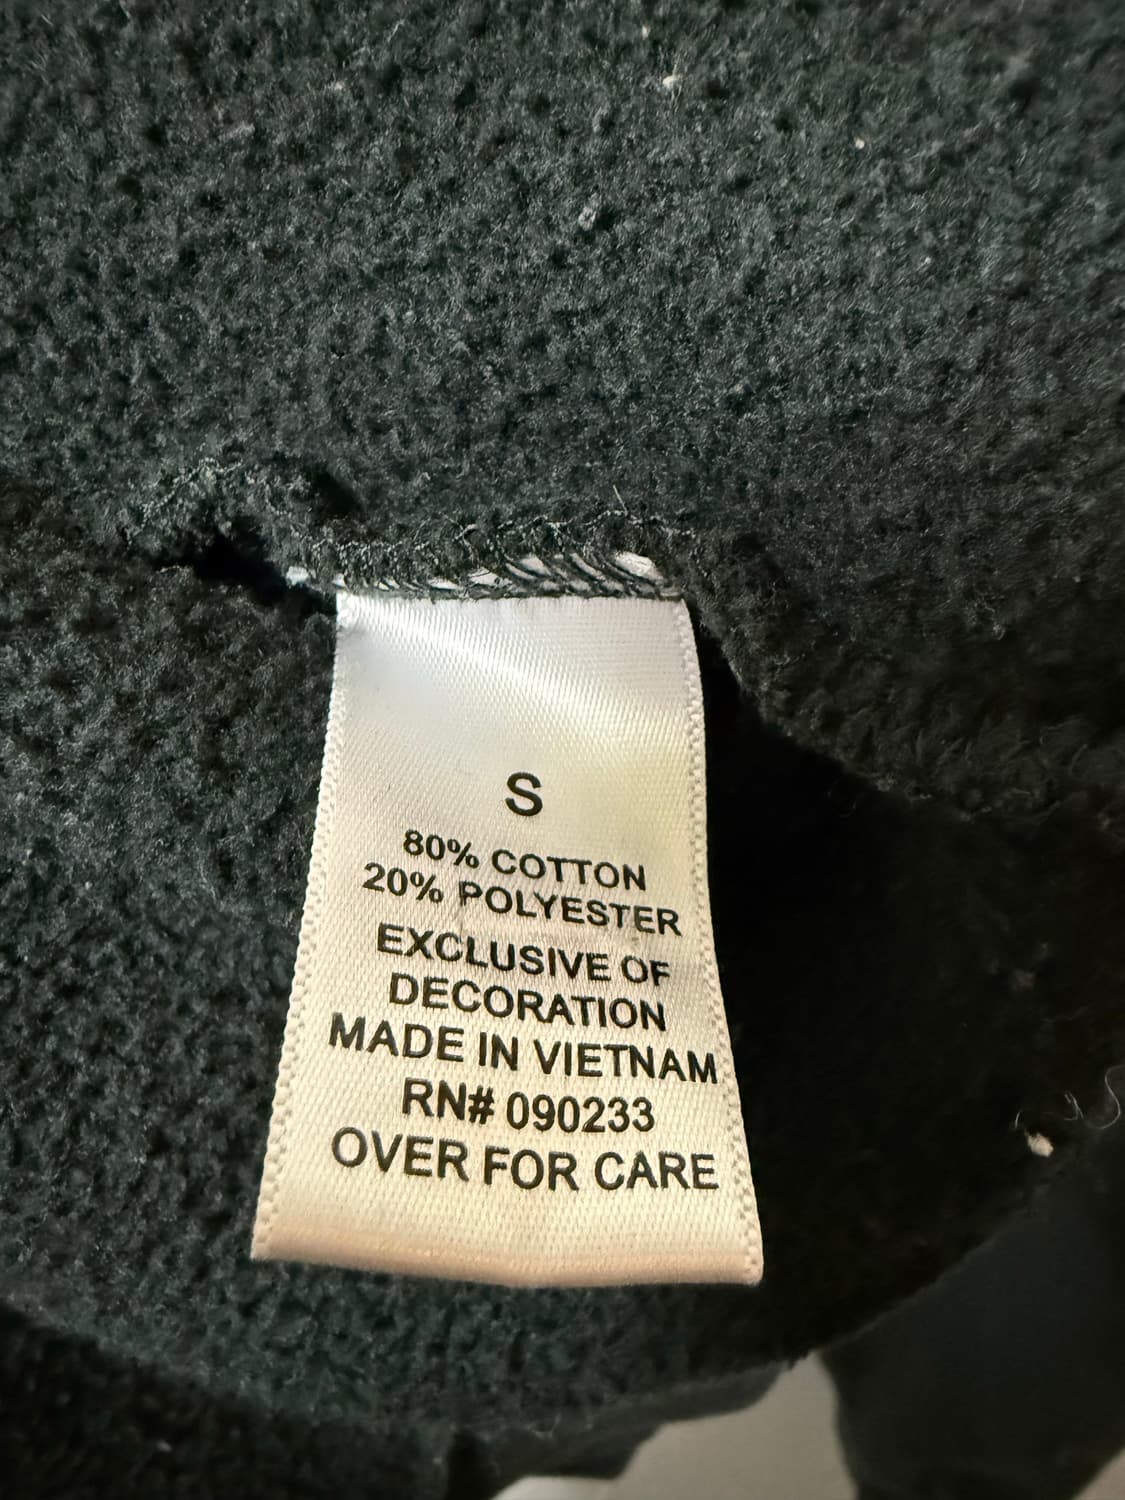 S
80% COTTON
20% POLYESTER
EXCLUSIVE OF
DECORATION
MADE IN VIETNAM
RN# 090233
OVER FOR CARE